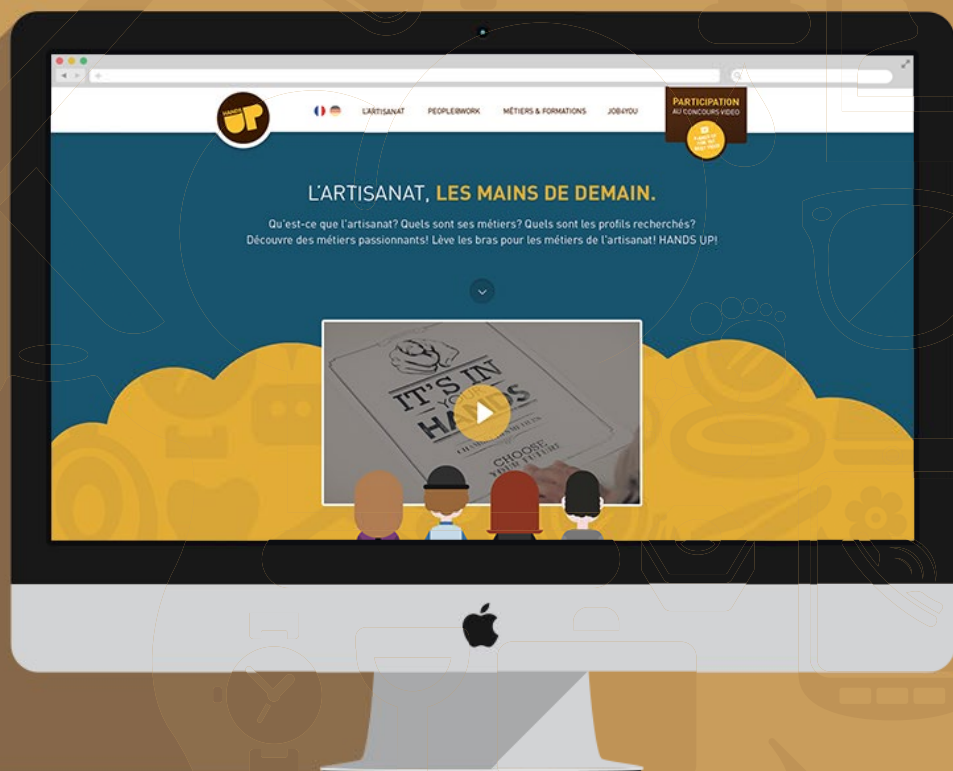 HANDS
UP
L'ARTISANAT
PEOPLE@WORK
MÉTIERS & FORMATIONS
JOB4YOU
PARTICIPATION
AU CONCOURS VIDEO
L'ARTISANAT, LES MAINS DE DEMAIN.
Qu'est-ce que l'artisanat? Quels sont ses métiers? Quels sont les profils recherchés?
Découvre des métiers passionnants! Lève les bras pour les métiers de l'artisanat! HANDS UP!
IT'S IN
YOUR
HANDS
CHOOSE
YOUR FUTURE